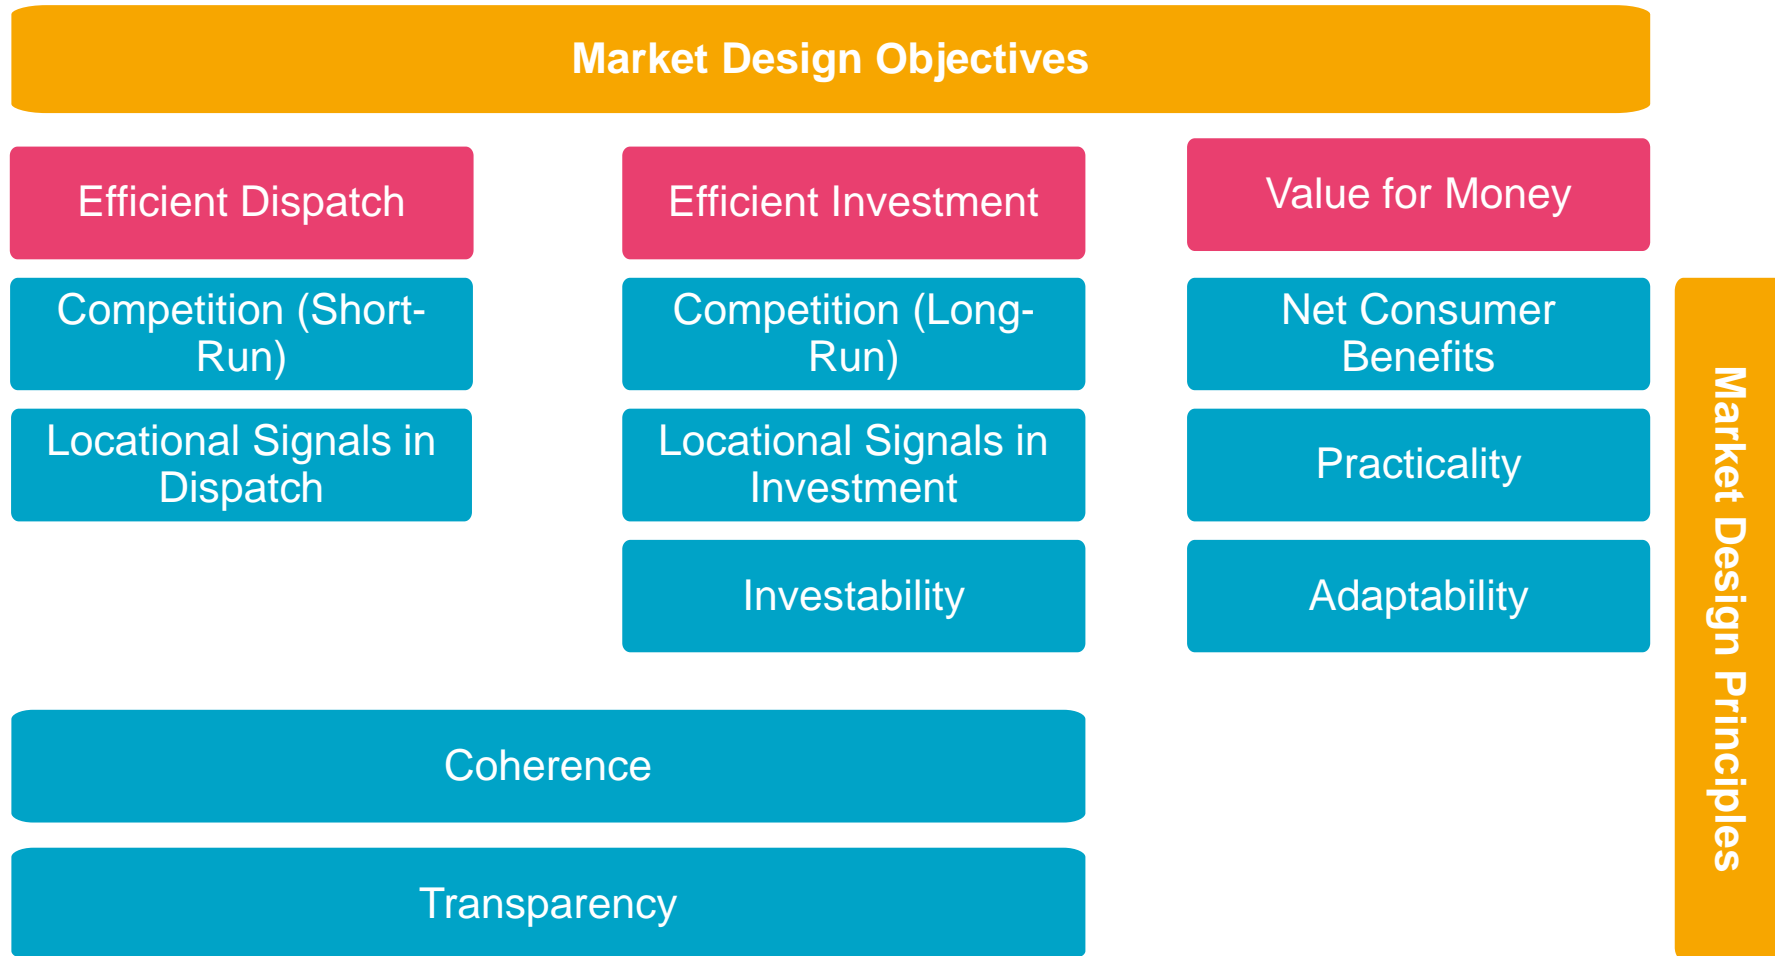 Market Design Objectives
Efficient Dispatch
Efficient Investment
Value for Money
Competition (Short-
Run)
Competition (Long-
Run)
Net Consumer
Benefits
Locational Signals in
Dispatch
Locational Signals in
Investment
Practicality
Investability
Adaptability
Coherence
Transparency
Market Design Principles